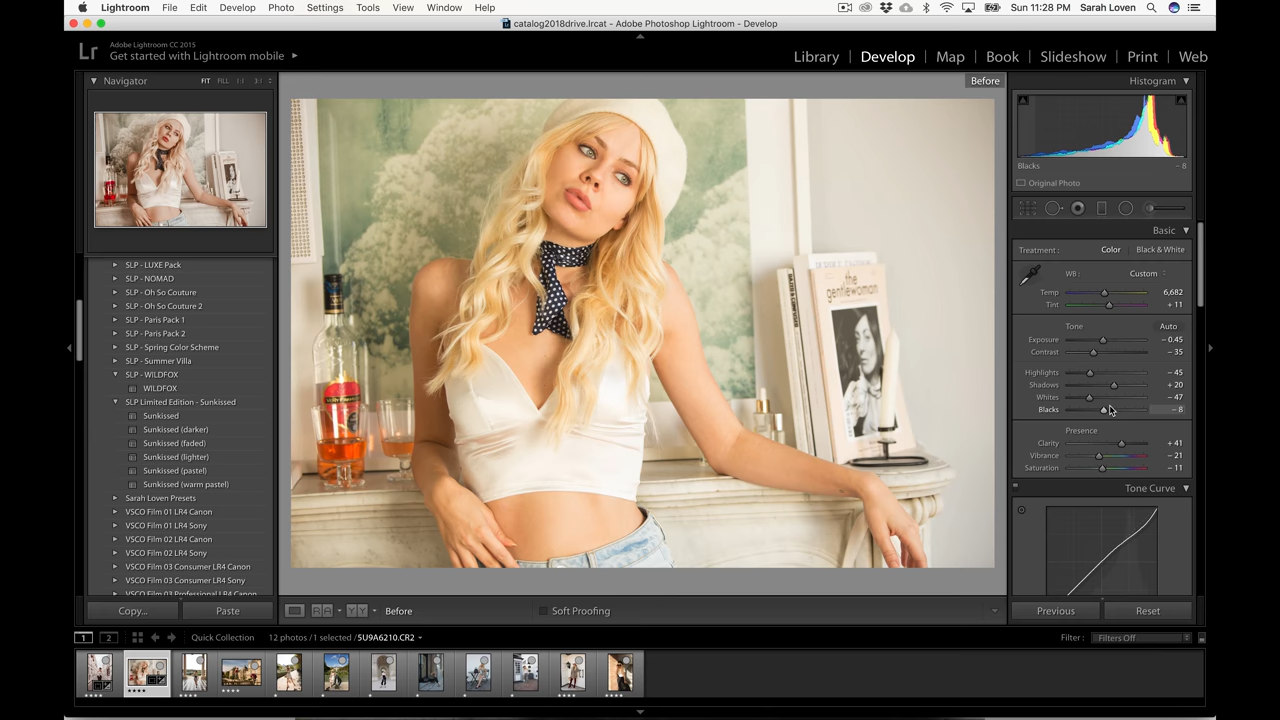 Lightroom File Edit Develop Photo Settings Tools View Window Help Sun 11:28 PM Sarah Loven
catalog2018drive.lrcat - Adobe Photoshop Lightroom - Develop
Lr Adobe Lightroom CC 2015
Get started with Lightroom mobile
Library Develop Map Book Slideshow Print Web
Navigator FIT FILL 1:1 3:1
Before
Histogram
Blacks - 8
Original Photo
Basic
Treatment : Color Black & White
WB : Custom
Temp 6,682
Tint + 11
Tone Auto
Exposure - 0.45
Contrast - 35
Highlights - 45
Shadows + 20
Whites - 47
Blacks - 8
Presence
Clarity + 41
Vibrance - 21
Saturation - 11
Tone Curve
SLP - LUXE Pack
SLP - NOMAD
SLP - Oh So Couture
SLP - Oh So Couture 2
SLP - Paris Pack 1
SLP - Paris Pack 2
SLP - Spring Color Scheme
SLP - Summer Villa
SLP - WILDFOX
WILDFOX
SLP Limited Edition - Sunkissed
Sunkissed
Sunkissed (darker)
Sunkissed (faded)
Sunkissed (lighter)
Sunkissed (pastel)
Sunkissed (warm pastel)
Sarah Loven Presets
VSCO Film 01 LR4 Canon
VSCO Film 01 LR4 Sony
VSCO Film 02 LR4 Canon
VSCO Film 02 LR4 Sony
VSCO Film 03 Consumer LR4 Canon
VSCO Film 03 Consumer LR4 Sony
VSCO Film 03 Professional LR4 Canon
the gentlewoman
Copy... Paste
Before
Soft Proofing
Previous Reset
1 2 Quick Collection 12 photos / 1 selected / 5U9A6210.CR2
Filter : Filters Off